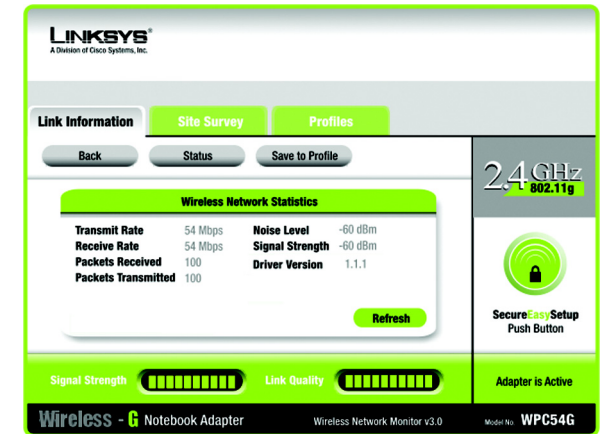 LINKSYS®
A Division of Cisco Systems, Inc.
Link Information Site Survey Profiles
Back Status Save to Profile
2.4 GHz
802.11g
Wireless Network Statistics
Transmit Rate 54 Mbps Noise Level -60 dBm
Receive Rate 54 Mbps Signal Strength -60 dBm
Packets Received 100 Driver Version 1.1.1
Packets Transmitted 100
Refresh
SecureEasySetup
Push Button
Signal Strength Link Quality Adapter is Active
Wireless - G Notebook Adapter Wireless Network Monitor v3.0 Model No. WPC54G